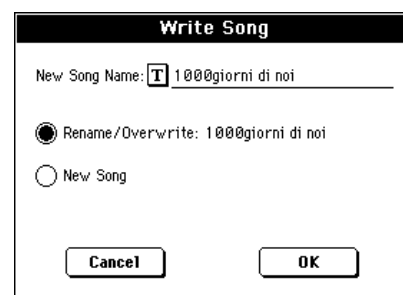 Write Song
New Song Name: T 1000giorni di noi
Rename/Overwrite: 1000giorni di noi
New Song
Cancel OK